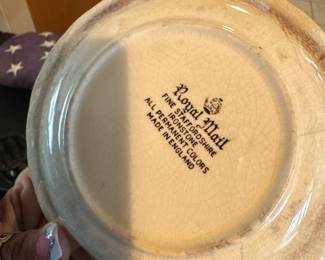 Royal Mail
FINE STAFFORDSHIRE
IRONSTONE
ALL PERMANENT COLORS
MADE IN ENGLAND